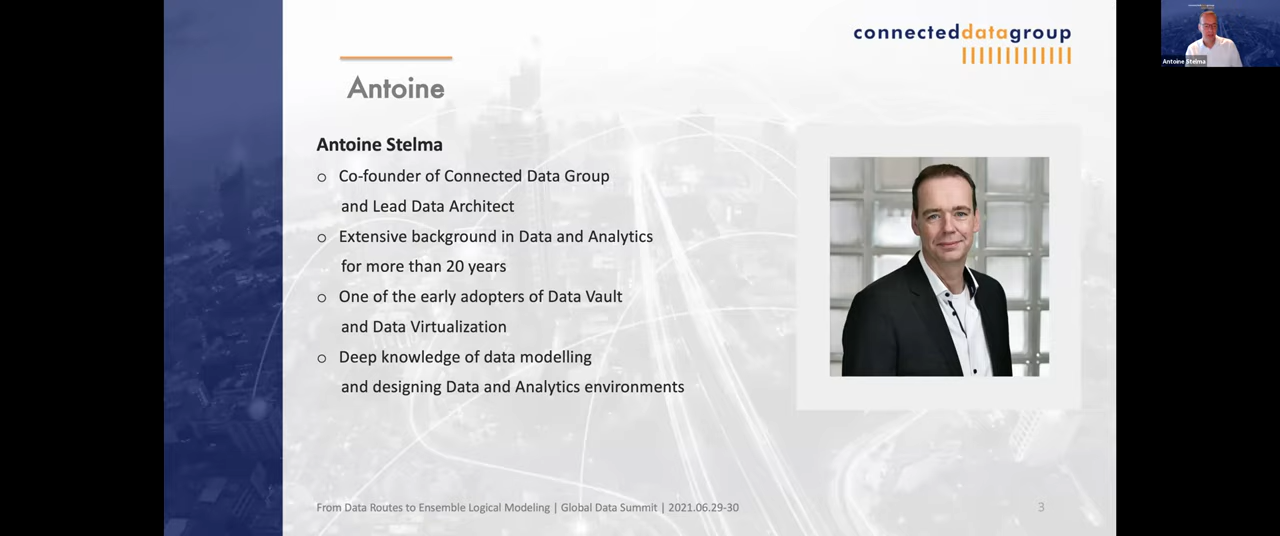 connecteddatagroup
Antoine Stelma
Antoine
Antoine Stelma
Co-founder of Connected Data Group
and Lead Data Architect
Extensive background in Data and Analytics
for more than 20 years
One of the early adopters of Data Vault
and Data Virtualization
Deep knowledge of data modelling
and designing Data and Analytics environments
From Data Routes to Ensemble Logical Modeling | Global Data Summit | 2021.06.29-30
3